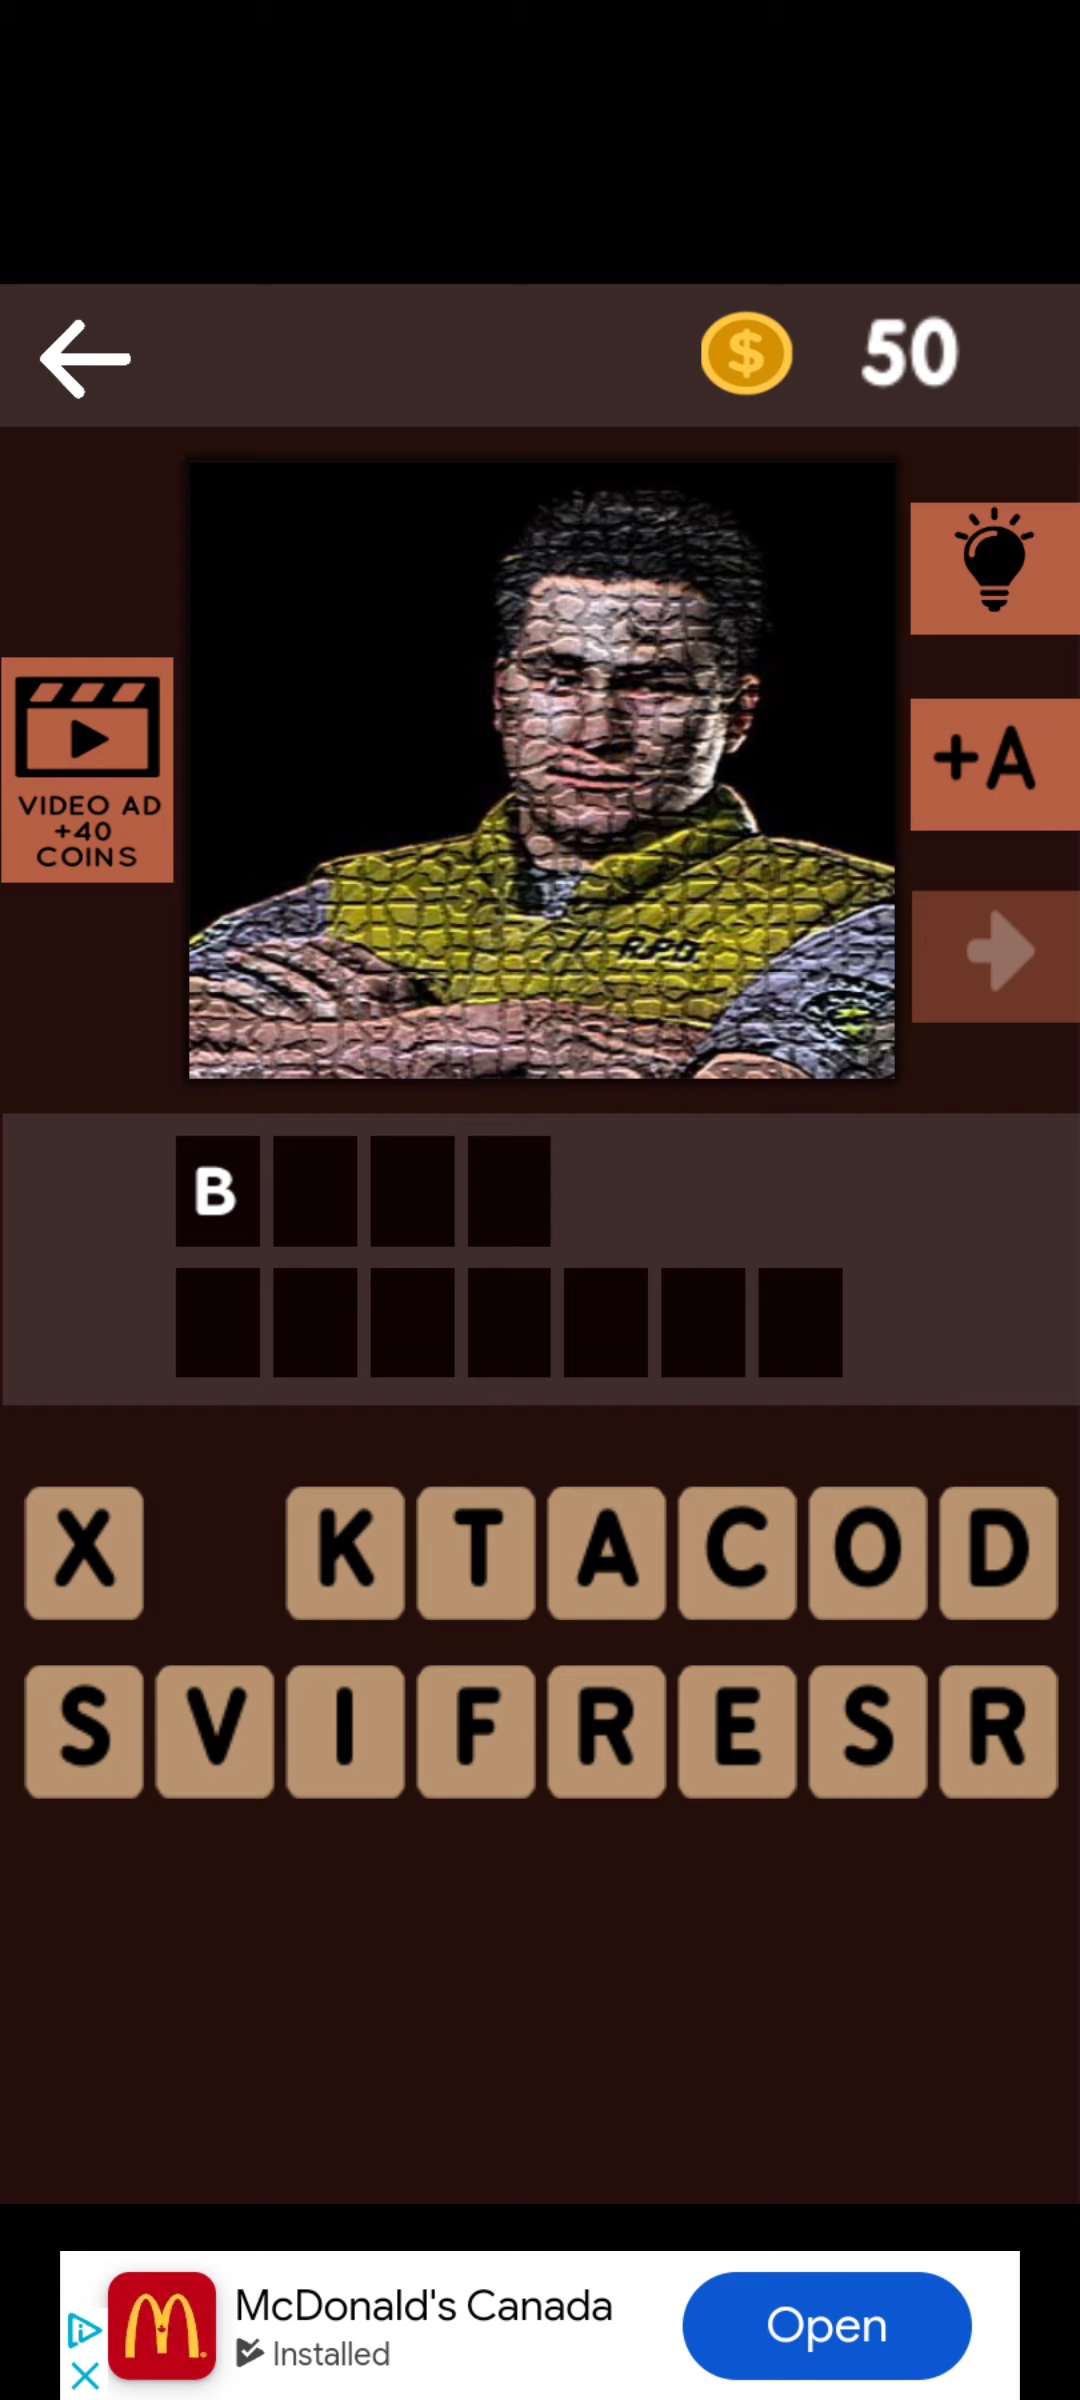 50
VIDEO AD
+40
COINS
+A
RPD
B
X K T A C O D
S V I F R E S R
McDonald's Canada
Installed
Open